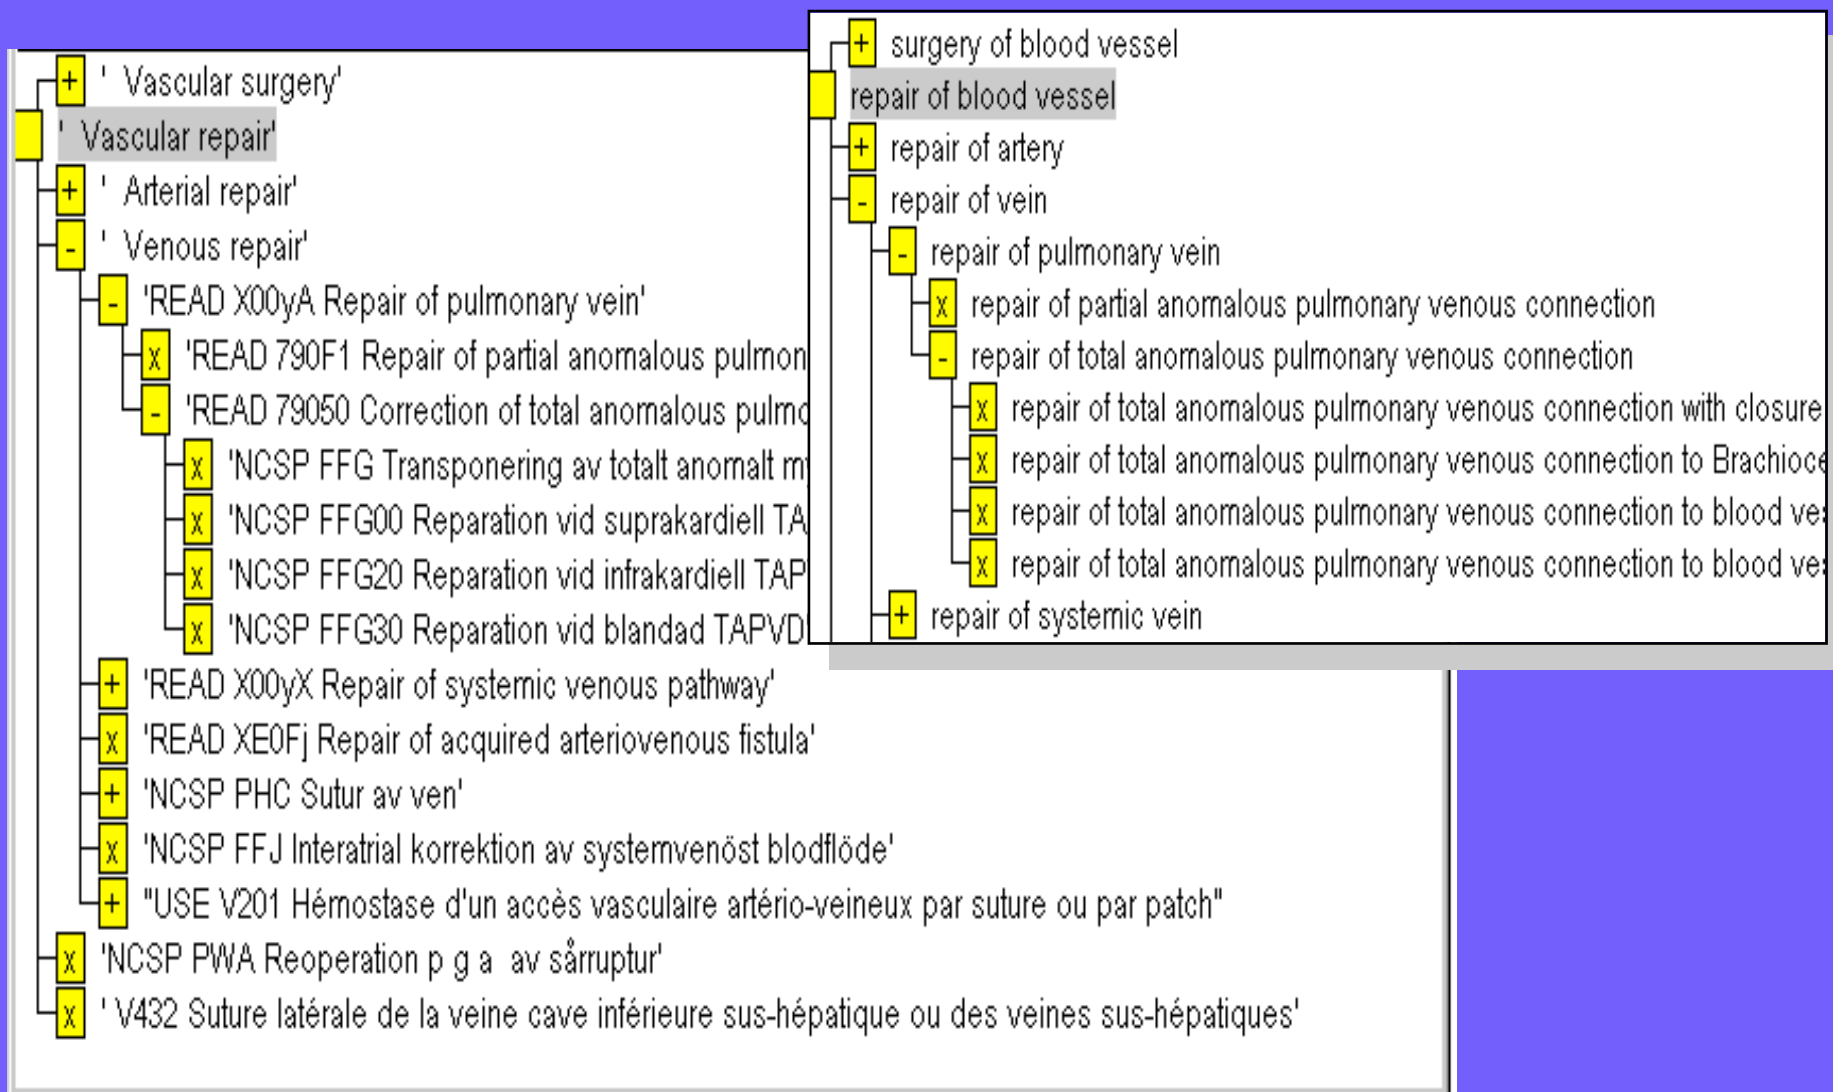 + ' Vascular surgery'
' Vascular repair'
+ ' Arterial repair'
- ' Venous repair'
- 'READ X00yA Repair of pulmonary vein'
x 'READ 790F1 Repair of partial anomalous
- 'READ 79050 Correction of total anomalous
x 'NCSP FFG Transponering av totalt anomalt
x 'NCSP FFG00 Reparation vid suprakardiell
x 'NCSP FFG20 Reparation vid infrakardiell
x 'NCSP FFG30 Reparation vid blandad TAPVD'
+ 'READ X00yX Repair of systemic venous pathway'
x 'READ XE0Fj Repair of acquired arteriovenous fistula'
+ 'NCSP PHC Sutur av ven'
x 'NCSP FFJ Interatrial korrektion av systemvenöst blodflöde'
+ "USE V201 Hémostase d'un accès vasculaire artério-veineux par suture ou par patch"
x 'NCSP PWA Reoperation p g a av sårruptur'
x ' V432 Suture latérale de la veine cave inférieure sus-hépatique ou des veines sus-hépatiques'
+ surgery of blood vessel
repair of blood vessel
+ repair of artery
- repair of vein
- repair of pulmonary vein
x repair of partial anomalous pulmonary venous connection
- repair of total anomalous pulmonary venous connection
x repair of total anomalous pulmonary venous connection with closure
x repair of total anomalous pulmonary venous connection to
x repair of total anomalous pulmonary venous connection to blood
x repair of total anomalous pulmonary venous connection to blood
+ repair of systemic vein